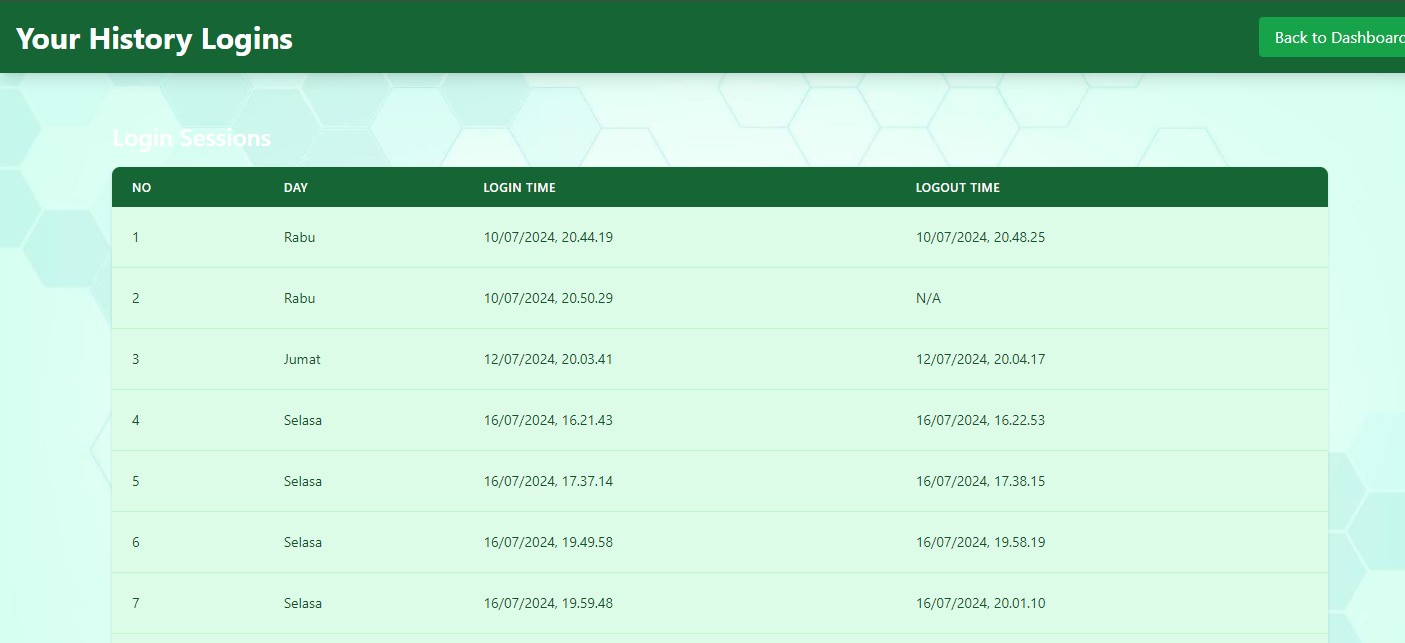 Your History Logins
Back to Dashboard
Login Sessions
NO DAY LOGIN TIME LOGOUT TIME
1 Rabu 10/07/2024, 20.44.19 10/07/2024, 20.48.25
2 Rabu 10/07/2024, 20.50.29 N/A
3 Jumat 12/07/2024, 20.03.41 12/07/2024, 20.04.17
4 Selasa 16/07/2024, 16.21.43 16/07/2024, 16.22.53
5 Selasa 16/07/2024, 17.37.14 16/07/2024, 17.38.15
6 Selasa 16/07/2024, 19.49.58 16/07/2024, 19.58.19
7 Selasa 16/07/2024, 19.59.48 16/07/2024, 20.01.10